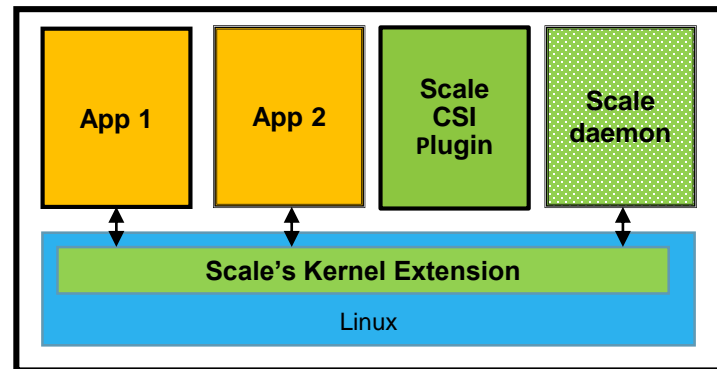 App 1
App 2
Scale
CSI
Plugin
Scale
daemon
Scale’s Kernel Extension
Linux